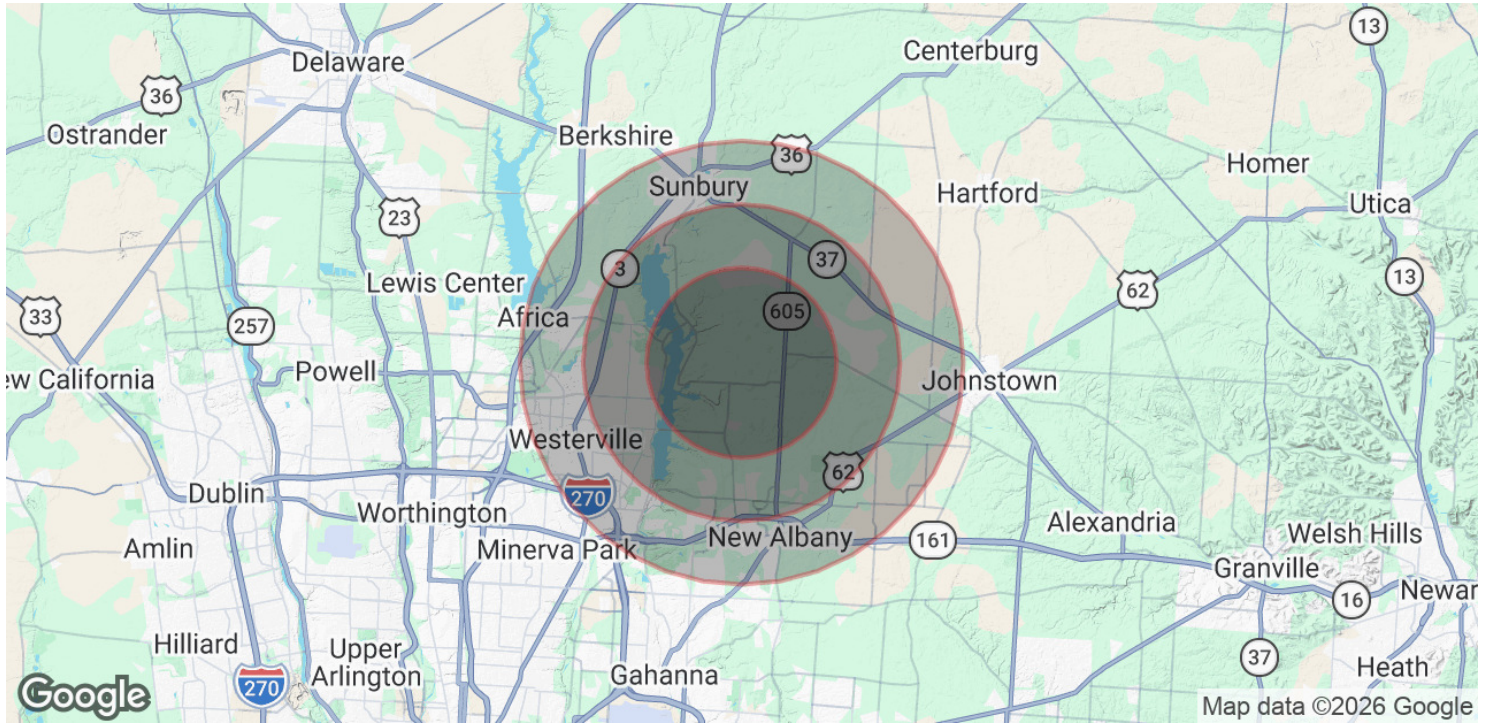 13
Centerburg
Delaware
36
Ostrander
Berkshire
36
Homer
Sunbury
Hartford
Utica
23
3
37
13
Lewis Center
62
605
Africa
33
257
Powell
ew California
Johnstown
Westerville
62
Dublin
270
Worthington
New Albany
Alexandria
Welsh Hills
Amlin
Minerva Park
161
Granville
Newar
16
Hilliard
Upper
Arlington
37
Heath
Gahanna
270
Google
Map data ©2026 Google